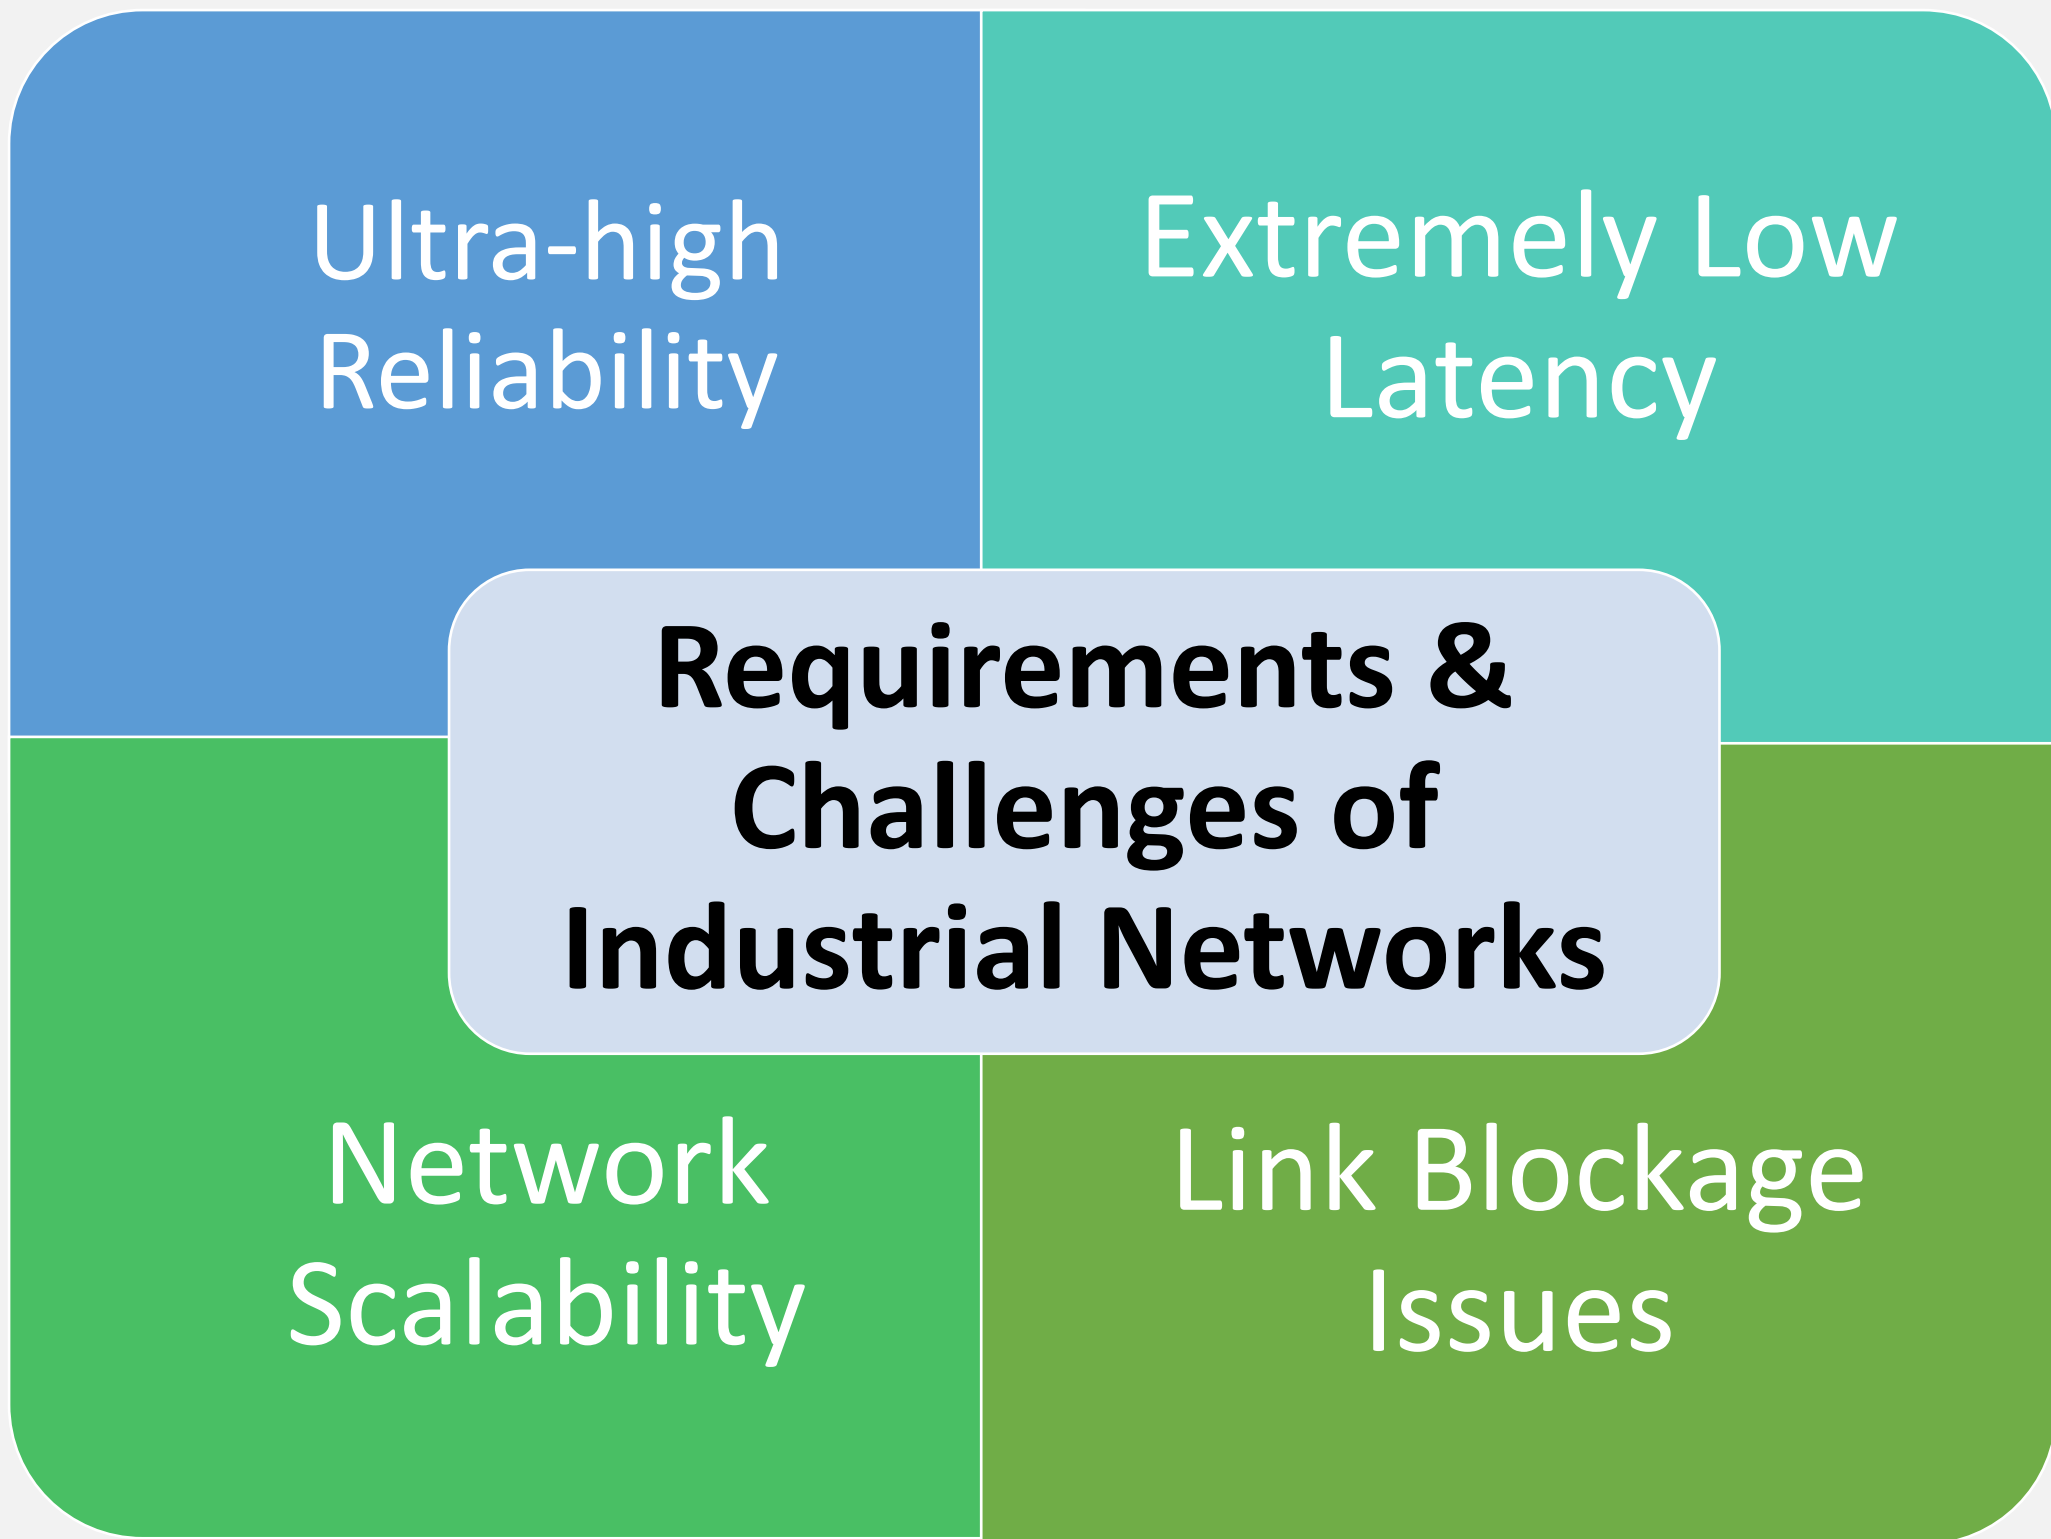 Ultra-high
Reliability
Extremely Low
Latency
Requirements &
Challenges of
Industrial Networks
Network
Scalability
Link Blockage
Issues